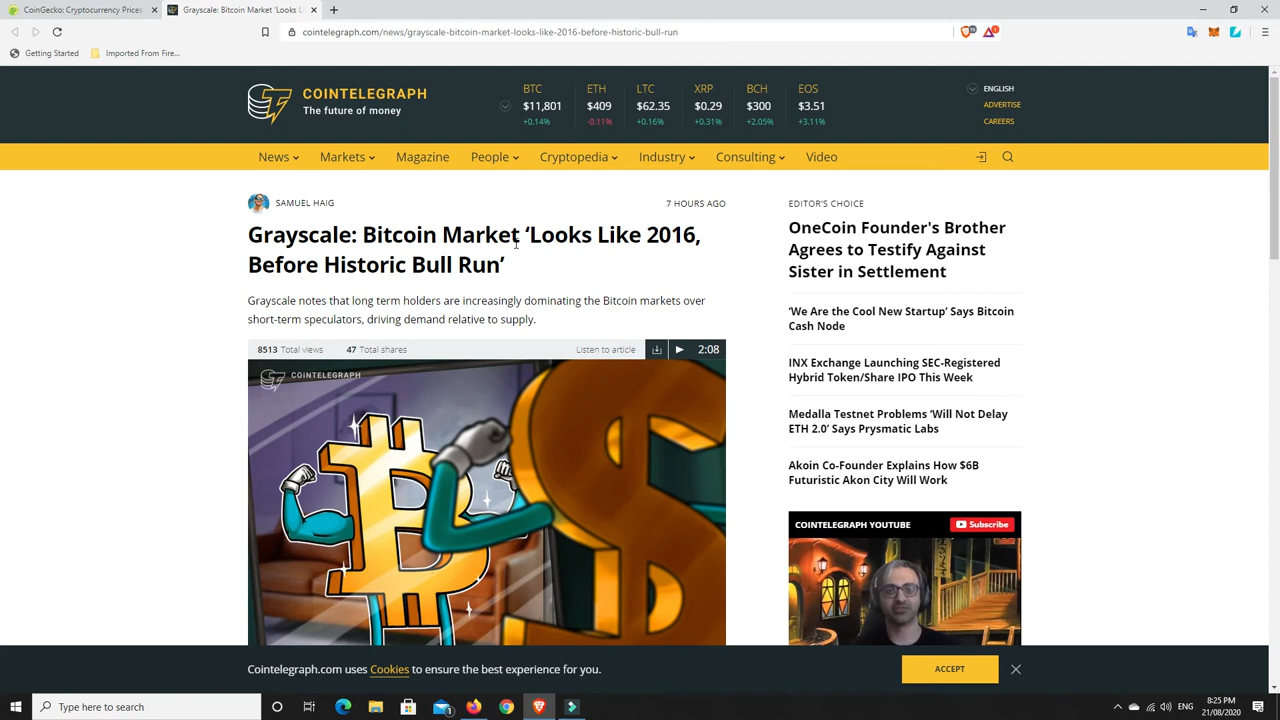 CoinGecko: Cryptocurrency Prices
Grayscale: Bitcoin Market 'Looks Li
cointelegraph.com/news/grayscale-bitcoin-market-looks-like-2016-before-historic-bull-run
Getting Started
Imported From Fire...
COINTELEGRAPH
The future of money
BTC ETH LTC XRP BCH EOS
$11,801 $409 $62.35 $0.29 $300 $3.51
+0.14% -0.11% +0.16% +0.31% +2.05% +3.11%
ENGLISH
ADVERTISE
CAREERS
News Markets Magazine People Cryptopedia Industry Consulting Video
SAMUEL HAIG
7 HOURS AGO
Grayscale: Bitcoin Market ‘Looks Like 2016,
Before Historic Bull Run’
Grayscale notes that long term holders are increasingly dominating the Bitcoin markets over
short-term speculators, driving demand relative to supply.
8513 Total views 47 Total shares Listen to article 2:08
COINTELEGRAPH
EDITOR'S CHOICE
OneCoin Founder's Brother
Agrees to Testify Against
Sister in Settlement
‘We Are the Cool New Startup’ Says Bitcoin
Cash Node
INX Exchange Launching SEC-Registered
Hybrid Token/Share IPO This Week
Medalla Testnet Problems ‘Will Not Delay
ETH 2.0’ Says Prysmatic Labs
Akoin Co-Founder Explains How $6B
Futuristic Akon City Will Work
COINTELEGRAPH YOUTUBE
Subscribe
Cointelegraph.com uses Cookies to ensure the best experience for you.
ACCEPT
Type here to search
ENG
8:25 PM
21/08/2020